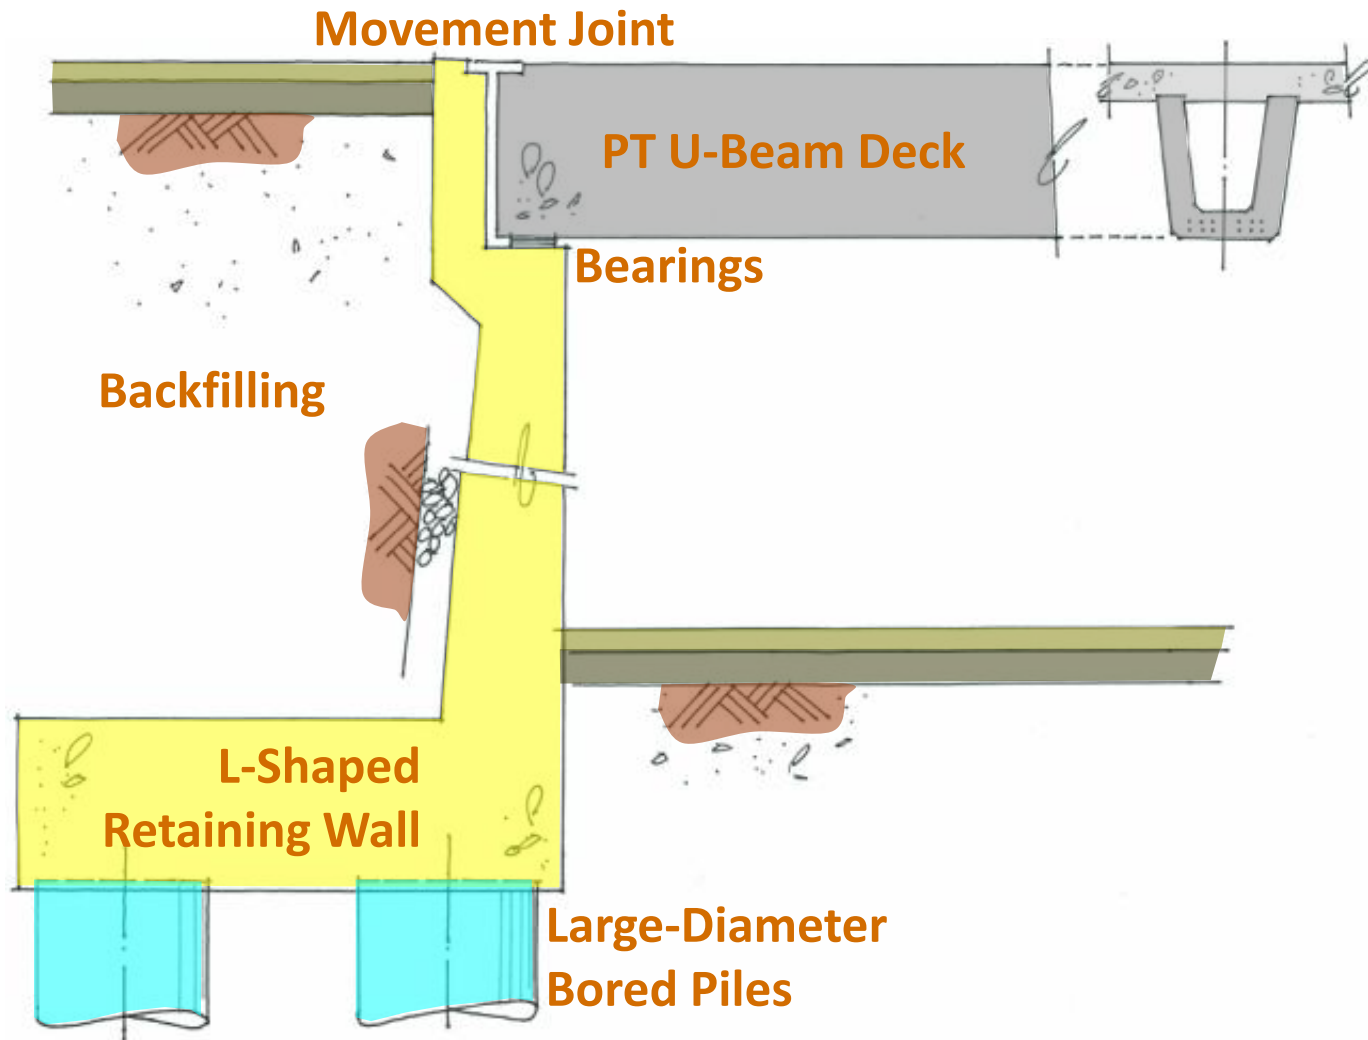 Movement Joint
PT U-Beam Deck
Bearings
Backfilling
L-Shaped
Retaining Wall
Large-Diameter
Bored Piles